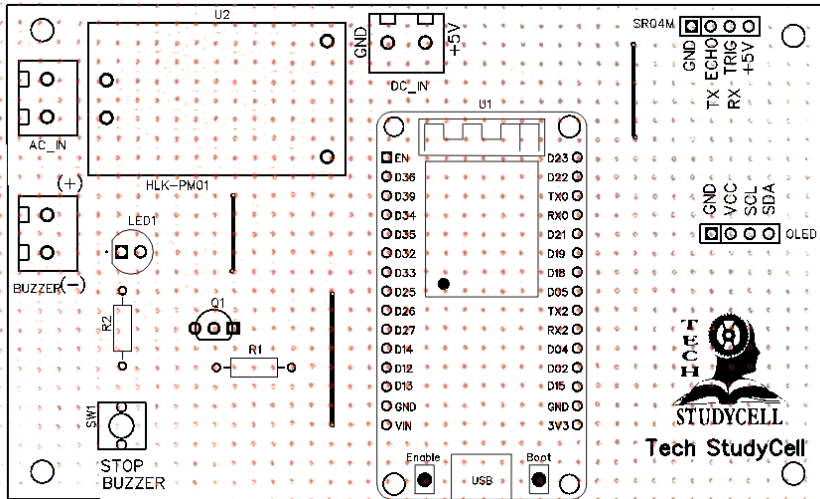 U2
GND
+5V
DC_IN
SR04M
GND
TX ECHO
RX TRIG
+5V
AC_IN
HLK-PM01
U1
EN
D36
D39
D34
D35
D32
D33
D25
D26
D27
D14
D12
D13
GND
VIN
D23
D22
TX0
RX0
D21
D19
D18
D05
TX2
RX2
D04
D02
D15
GND
3V3
Enable
USB
Boot
(+)
BUZZER(-)
LED1
R2
Q1
R1
SW1
STOP
BUZZER
GND
VCC
SCL
SDA
OLED
TECH
STUDYCELL
Tech StudyCell